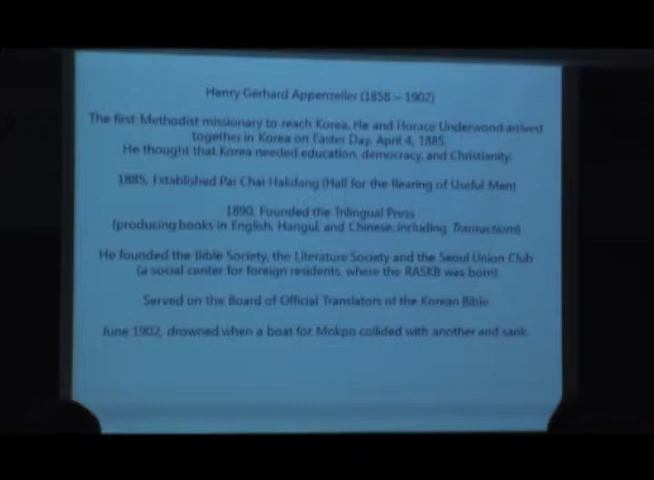 Henry Gerhard Appenzeller (1858 – 1902)
The first Methodist missionary to reach Korea. He and Horace Underwood arrived
together in Korea on Easter Day, April 4, 1885.
He thought that Korea needed education, democracy, and Christianity.
1885, Established Pai Chai Hakdang (Hall for the Rearing of Useful Men)
1890, Founded the Trilingual Press
(producing books in English, Hangul, and Chinese, including Transactions)
He founded the Bible Society, the Literature Society and the Seoul Union Club
(a social center for foreign residents, where the RASKB was born)
Served on the Board of Official Translators of the Korean Bible
June 1902, drowned when a boat for Mokpo collided with another and sank.